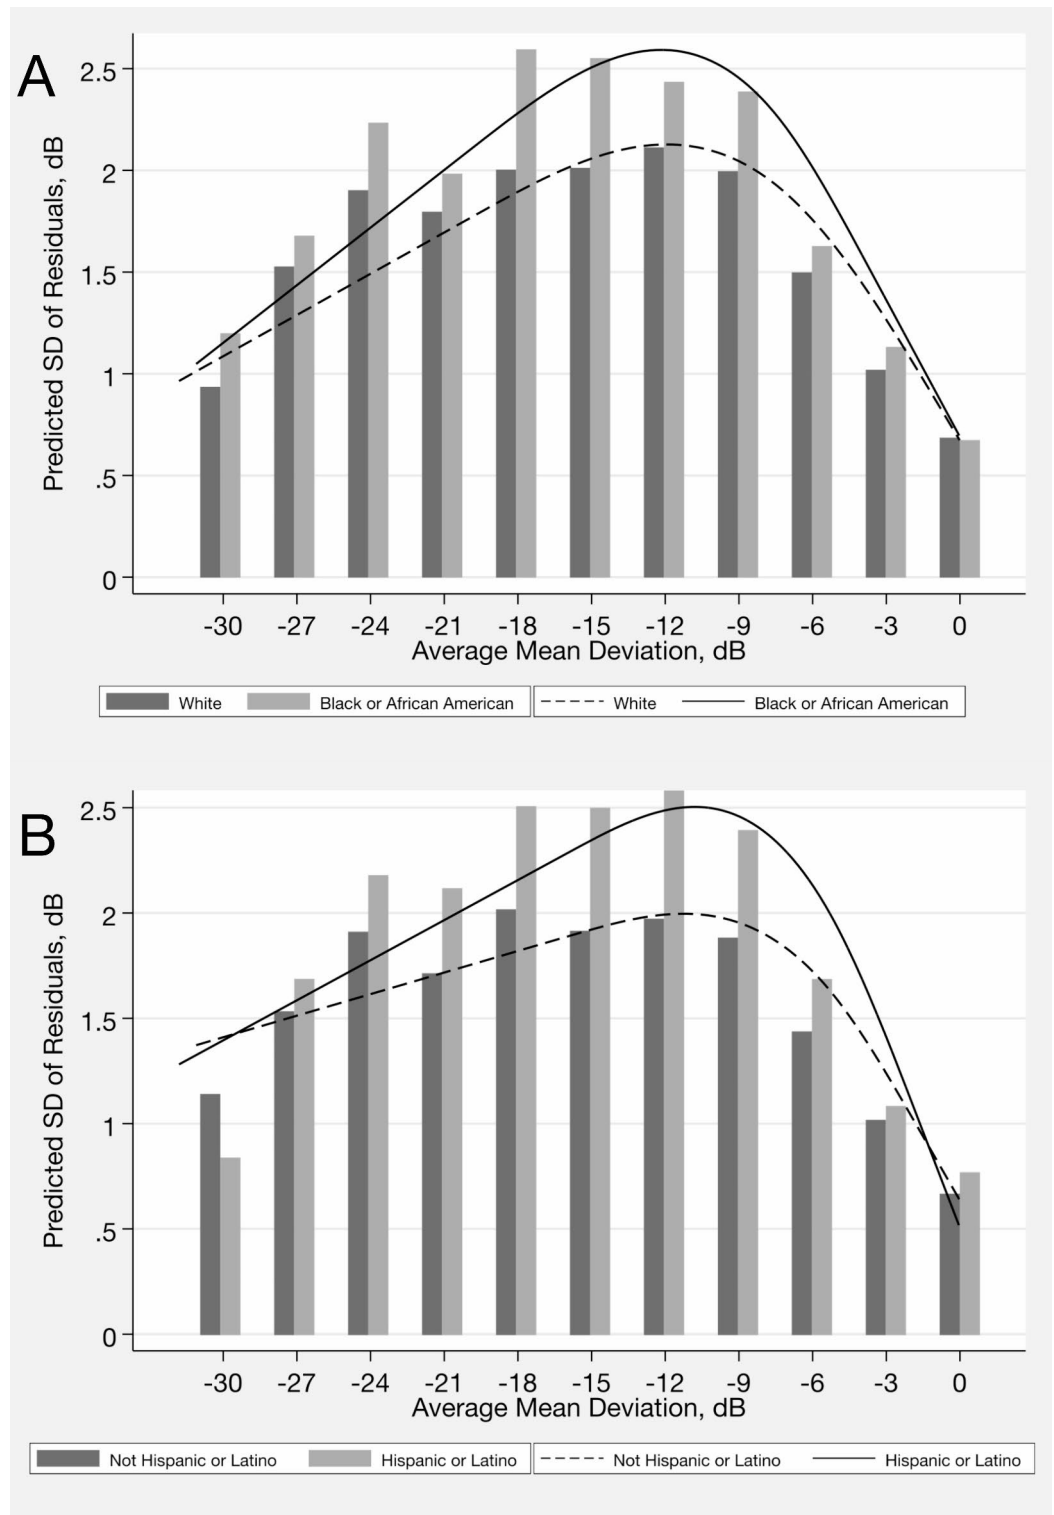 A
Predicted SD of Residuals, dB
2.5
2
1.5
1
.5
0
-30 -27 -24 -21 -18 -15 -12 -9 -6 -3 0
Average Mean Deviation, dB
White Black or African American White Black or African American
B
Predicted SD of Residuals, dB
2.5
2
1.5
1
.5
0
-30 -27 -24 -21 -18 -15 -12 -9 -6 -3 0
Average Mean Deviation, dB
Not Hispanic or Latino Hispanic or Latino Not Hispanic or Latino Hispanic or Latino